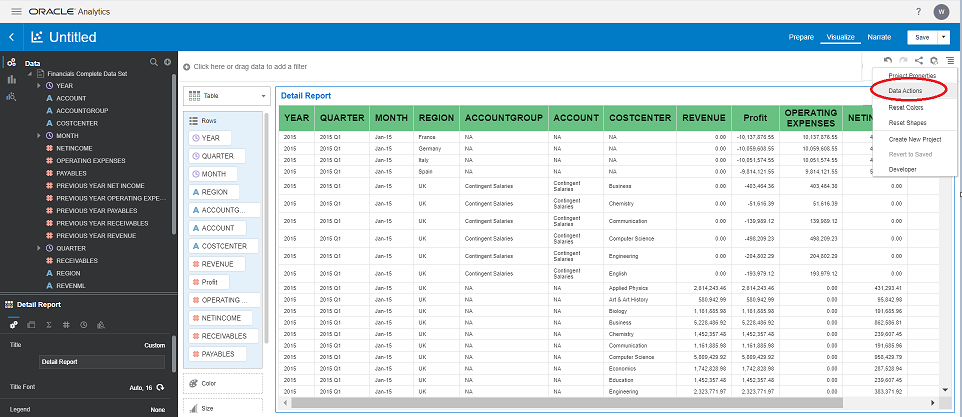 ORACLE Analytics
? W
Untitled
Prepare Visualize Narrate Save
Data
Financials Complete Data Set
YEAR
ACCOUNT
ACCOUNTGROUP
COSTCENTER
MONTH
NETINCOME
OPERATING EXPENSES
PAYABLES
PREVIOUS YEAR NET INCOME
PREVIOUS YEAR OPERATING EXPE...
PREVIOUS YEAR PAYABLES
PREVIOUS YEAR RECEIVABLES
PREVIOUS YEAR REVENUE
QUARTER
RECEIVABLES
REGION
REVENML
Detail Report
Title Custom
Detail Report
Title Font Auto, 16
Legend None
Click here or drag data to add a filter
Table
Rows
YEAR
QUARTER
MONTH
REGION
ACCOUNTG...
ACCOUNT
COSTCENTER
REVENUE
Profit
OPERATING ...
NETINCOME
RECEIVABLES
PAYABLES
Color
Size
Project Properties
Data Actions
Reset Colors
Reset Shapes
Create New Project
Revert to Saved
Developer
Detail Report
YEAR QUARTER MONTH REGION ACCOUNTGROUP ACCOUNT COSTCENTER REVENUE Profit OPERATING EXPENSES
2015 2015 Q1 Jan-15 France NA NA NA 0.00 -10,137,876.55 10,137,876.55
2015 2015 Q1 Jan-15 Germany NA NA NA 0.00 -10,059,608.55 10,059,608.55
2015 2015 Q1 Jan-15 Italy NA NA NA 0.00 -10,051,574.55 10,051,574.55
2015 2015 Q1 Jan-15 Spain NA NA NA 0.00 -9,814,121.55 9,814,121.55
2015 2015 Q1 Jan-15 UK Contingent Salaries Contingent Salaries Business 0.00 -403,464.36 403,464.36 0.00
2015 2015 Q1 Jan-15 UK Contingent Salaries Contingent Salaries Chemistry 0.00 -51,616.39 51,616.39 0.00
2015 2015 Q1 Jan-15 UK Contingent Salaries Contingent Salaries Communication 0.00 -139,989.12 139,989.12 0.00
2015 2015 Q1 Jan-15 UK Contingent Salaries Contingent Salaries Computer Science 0.00 -498,209.23 498,209.23 0.00
2015 2015 Q1 Jan-15 UK Contingent Salaries Contingent Salaries Engineering 0.00 -204,802.29 204,802.29 0.00
2015 2015 Q1 Jan-15 UK Contingent Salaries Contingent Salaries English 0.00 -193,979.12 193,979.12 0.00
2015 2015 Q1 Jan-15 UK NA NA Applied Physics 2,614,243.46 2,614,243.46 0.00 431,293.41
2015 2015 Q1 Jan-15 UK NA NA Art & Art History 580,942.99 580,942.99 0.00 95,842.98
2015 2015 Q1 Jan-15 UK NA NA Biology 1,161,885.98 1,161,885.98 0.00 191,685.96
2015 2015 Q1 Jan-15 UK NA NA Business 5,228,486.92 5,228,486.92 0.00 862,586.81
2015 2015 Q1 Jan-15 UK NA NA Chemistry 1,452,357.48 1,452,357.48 0.00 239,607.45
2015 2015 Q1 Jan-15 UK NA NA Communication 1,161,885.98 1,161,885.98 0.00 191,685.96
2015 2015 Q1 Jan-15 UK NA NA Computer Science 5,809,429.92 5,809,429.92 0.00 958,429.79
2015 2015 Q1 Jan-15 UK NA NA Economics 1,742,828.98 1,742,828.98 0.00 287,528.94
2015 2015 Q1 Jan-15 UK NA NA Education 1,452,357.48 1,452,357.48 0.00 239,607.45
2015 2015 Q1 Jan-15 UK NA NA Engineering 2,323,771.97 2,323,771.97 0.00 383,371.92